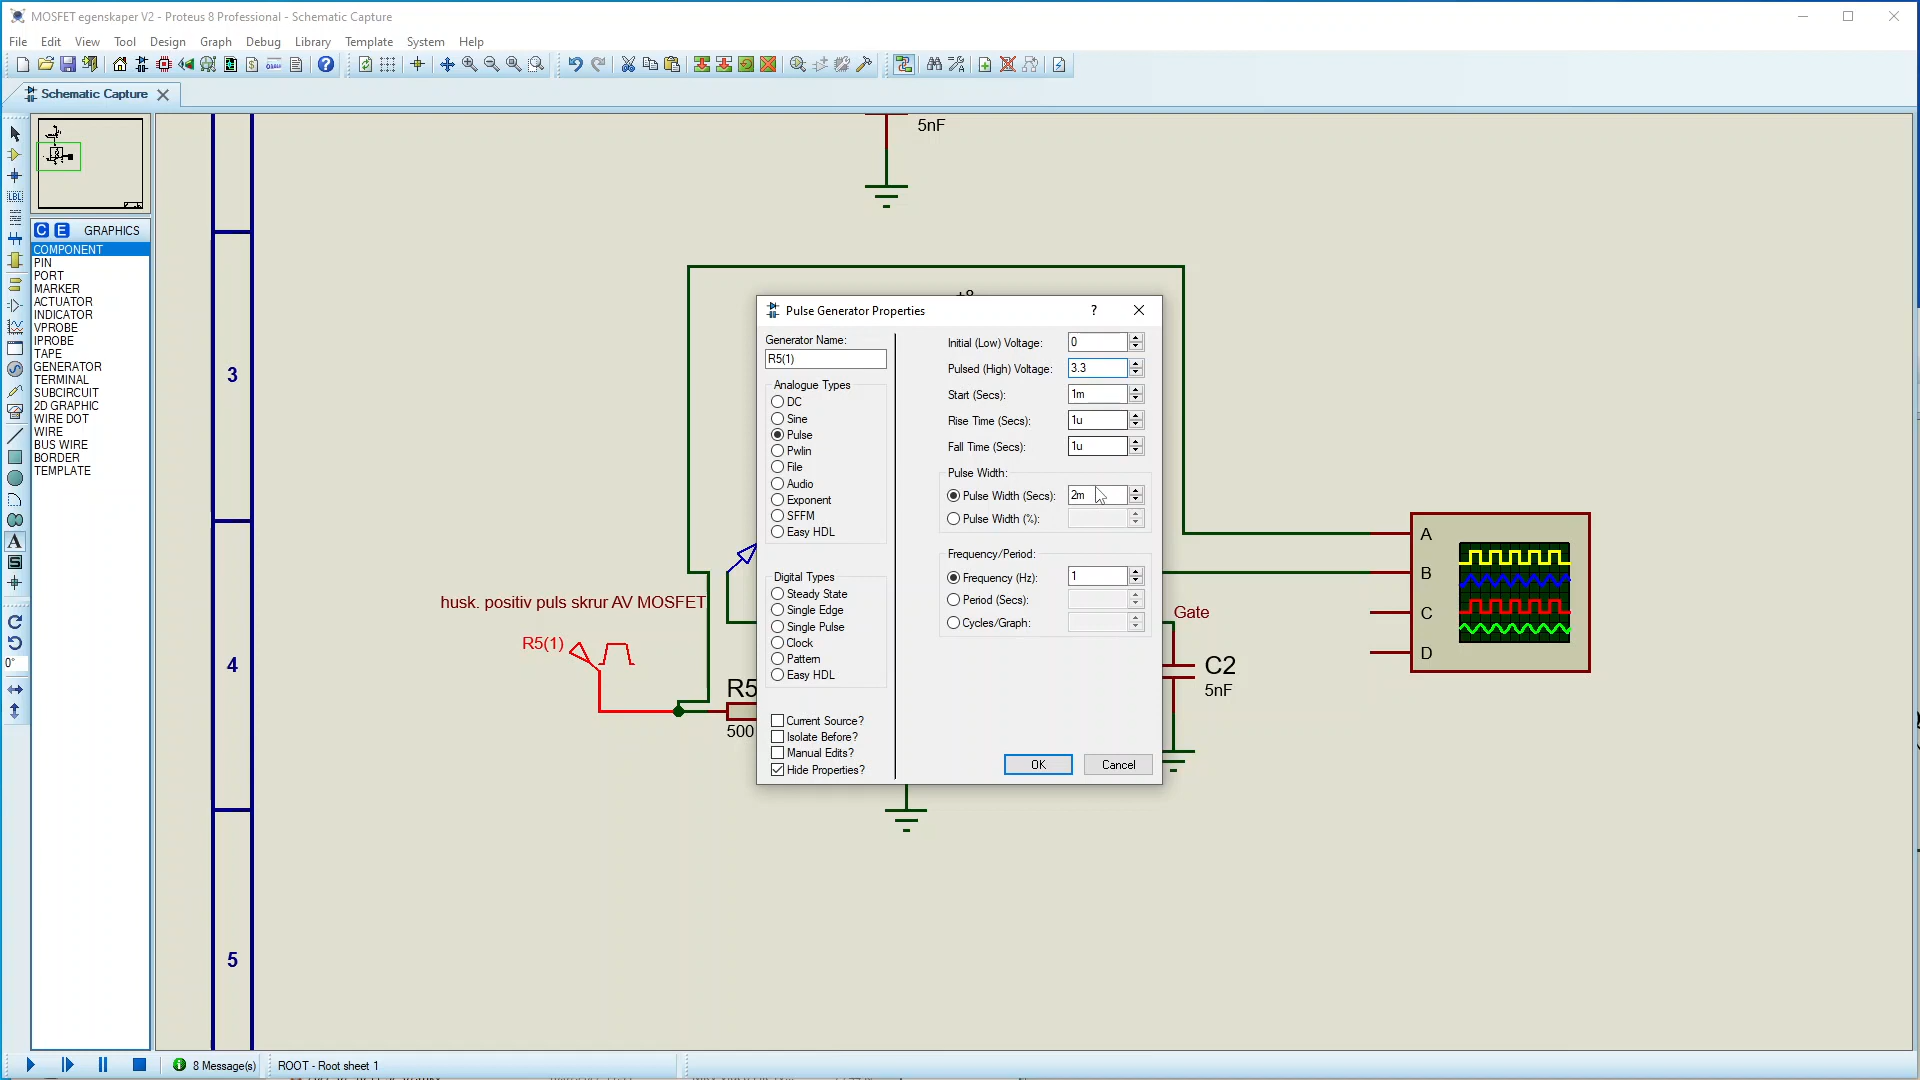 MOSFET egenskaper V2 - Proteus 8 Professional - Schematic Capture
File Edit View Tool Design Graph Debug Library Template System Help
Schematic Capture
C E GRAPHICS
COMPONENT
PIN
PORT
MARKER
ACTUATOR
INDICATOR
VPROBE
IPROBE
TAPE
GENERATOR
TERMINAL
SUBCIRCUIT
2D GRAPHIC
WIRE DOT
WIRE
BUS WIRE
BORDER
TEMPLATE
LBL
A
S
0°
3
4
5
5nF
husk. positiv puls skrur AV MOSFET
R5(1)
R5
500
Pulse Generator Properties
Generator Name:
R5(1)
Analogue Types
DC
Sine
Pulse
Pwlin
File
Audio
Exponent
SFFM
Easy HDL
Digital Types
Steady State
Single Edge
Single Pulse
Clock
Pattern
Easy HDL
Current Source?
Isolate Before?
Manual Edits?
Hide Properties?
Initial (Low) Voltage: 0
Pulsed (High) Voltage: 3.3
Start (Secs): 1m
Rise Time (Secs): 1u
Fall Time (Secs): 1u
Pulse Width:
Pulse Width (Secs): 2m
Pulse Width (%):
Frequency/Period:
Frequency (Hz): 1
Period (Secs):
Cycles/Graph:
OK Cancel
Gate
C2
5nF
A
B
C
D
8 Message(s) ROOT - Root sheet 1